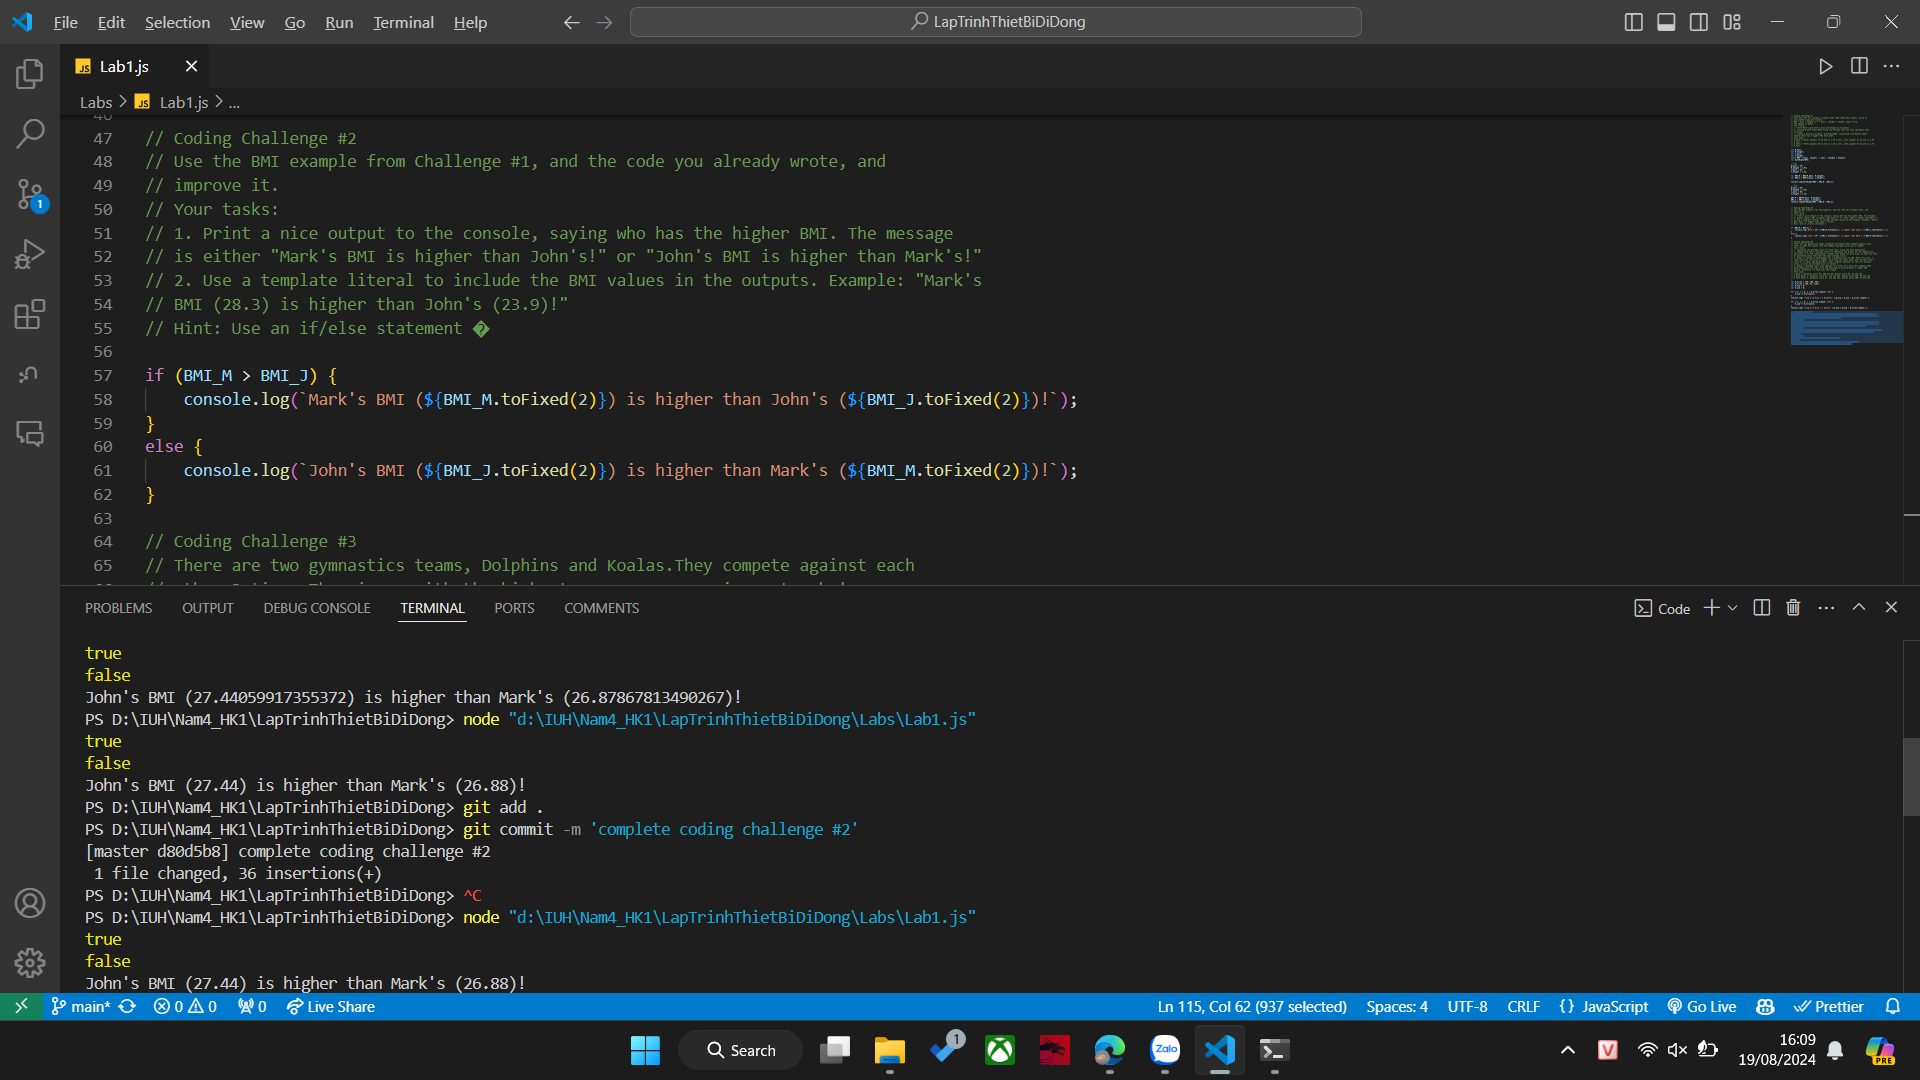 File Edit Selection View Go Run Terminal Help
LapTrinhThietBiDiDong
JS Lab1.js
Labs > JS Lab1.js > ...
46
47 // Coding Challenge #2
48 // Use the BMI example from Challenge #1, and the code you already wrote, and
49 // improve it.
50 // Your tasks:
51 // 1. Print a nice output to the console, saying who has the higher BMI. The message
52 // is either "Mark's BMI is higher than John's!" or "John's BMI is higher than Mark's!"
53 // 2. Use a template literal to include the BMI values in the outputs. Example: "Mark's
54 // BMI (28.3) is higher than John's (23.9)!"
55 // Hint: Use an if/else statement �
56
57 if (BMI_M > BMI_J) {
58 console.log(`Mark's BMI (${BMI_M.toFixed(2)}) is higher than John's (${BMI_J.toFixed(2)})!`);
59 }
60 else {
61 console.log(`John's BMI (${BMI_J.toFixed(2)}) is higher than Mark's (${BMI_M.toFixed(2)})!`);
62 }
63
64 // Coding Challenge #3
65 // There are two gymnastics teams, Dolphins and Koalas.They compete against each
PROBLEMS OUTPUT DEBUG CONSOLE TERMINAL PORTS COMMENTS
Code
true
false
John's BMI (27.44059917355372) is higher than Mark's (26.87867813490267)!
PS D:\IUH\Nam4_HK1\LapTrinhThietBiDiDong> node "d:\IUH\Nam4_HK1\LapTrinhThietBiDiDong\Labs\Lab1.js"
true
false
John's BMI (27.44) is higher than Mark's (26.88)!
PS D:\IUH\Nam4_HK1\LapTrinhThietBiDiDong> git add .
PS D:\IUH\Nam4_HK1\LapTrinhThietBiDiDong> git commit -m 'complete coding challenge #2'
[master d80d5b8] complete coding challenge #2
1 file changed, 36 insertions(+)
PS D:\IUH\Nam4_HK1\LapTrinhThietBiDiDong> ^C
PS D:\IUH\Nam4_HK1\LapTrinhThietBiDiDong> node "d:\IUH\Nam4_HK1\LapTrinhThietBiDiDong\Labs\Lab1.js"
true
false
John's BMI (27.44) is higher than Mark's (26.88)!
1
main* 0 0 0 Live Share
Ln 115, Col 62 (937 selected) Spaces: 4 UTF-8 CRLF {} JavaScript Go Live Prettier
Search
1
Zalo
V
16:09
19/08/2024
PRE